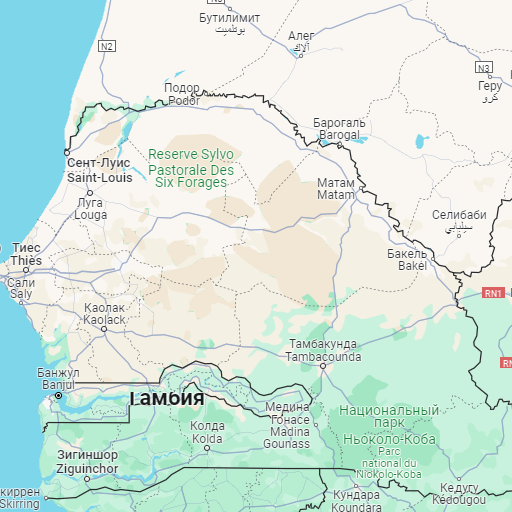 Бутилимит
بوتلميت
Алег
آلاك
N2
N3
Геру
كرو
Подор
Podor
Барогаль
Barogal
Сент-Луис
Saint-Louis
Reserve Sylvo
Pastorale Des
Six Forages
Матам
Matam
Луга
Louga
Селибаби
سيليبابي
Тиес
Thiès
Бакель
Bakel
Сали
Saly
RN1
Каолак
Kaolack
Тамбакунда
Tambacounda
Банжул
Banjul
Гамбия
Медина
Гонасе
Madina
Gounass
Национальный
парк
Ньоколо-Коба
Parc
national du
Niokolo-Koba
Колда
Kolda
Зигиншор
Ziguinchor
Скирринг
Skirring
Кундара
Koundara
Кедугу
Kédougou